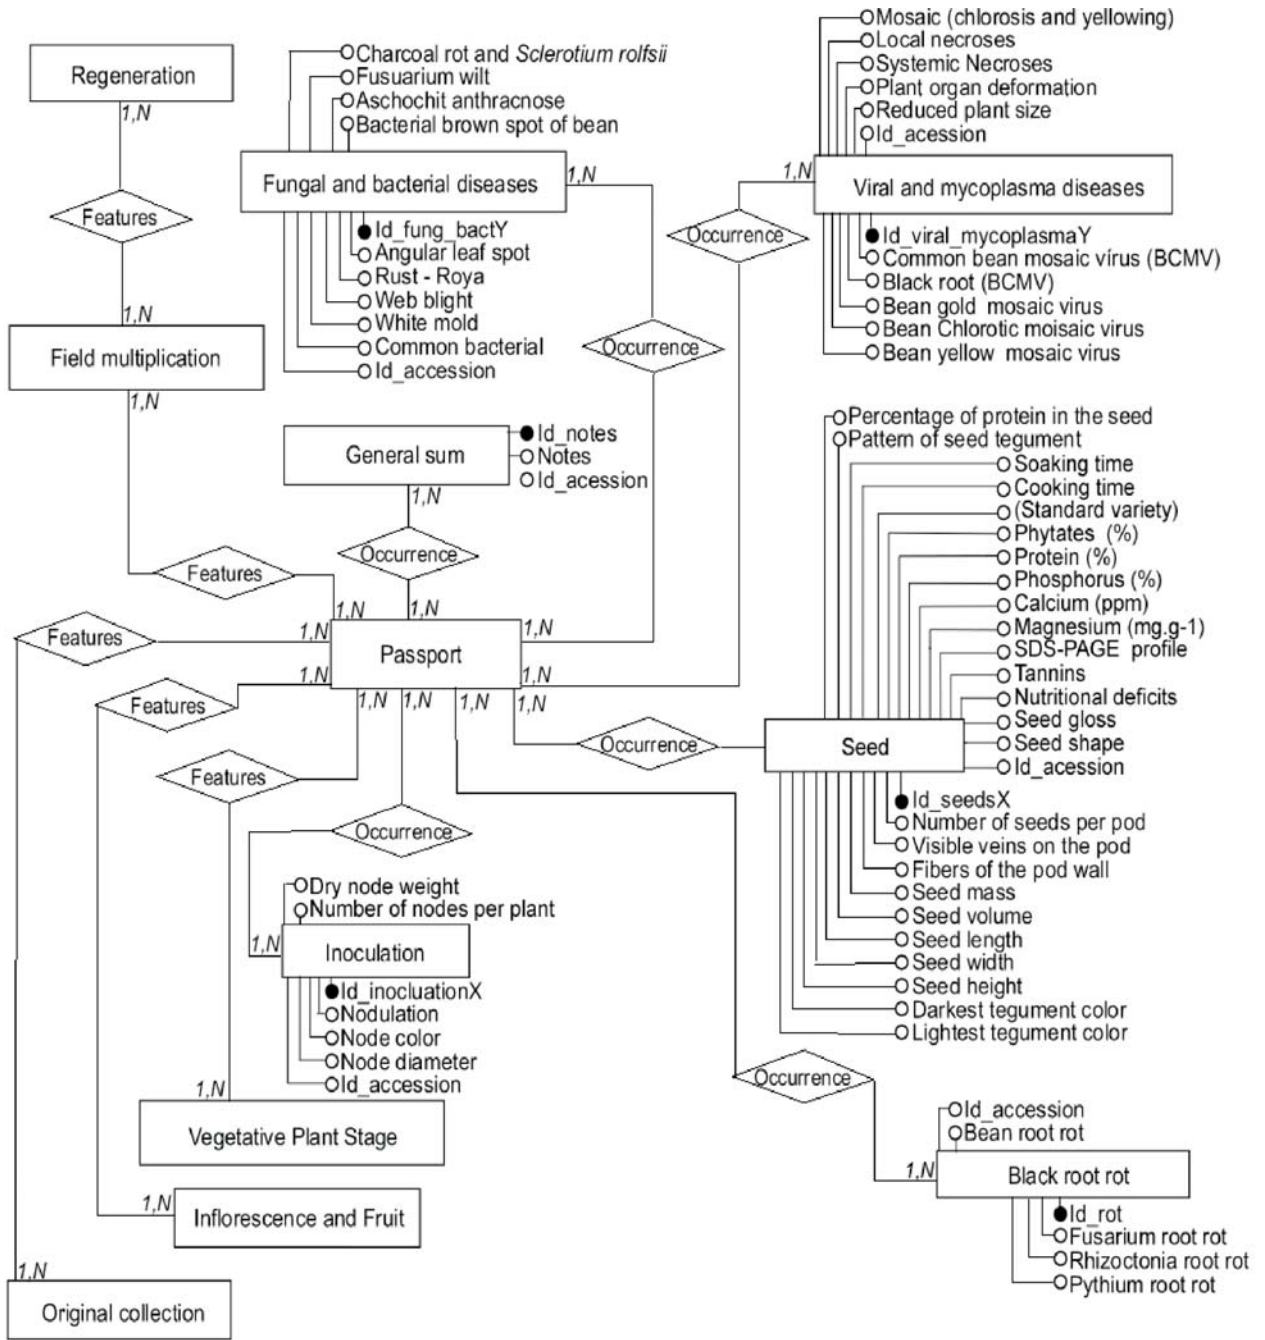 Mosaic (chlorosis and yellowing)
Local necroses
Systemic Necroses
Plant organ deformation
Reduced plant size
Id_acession
1,N
Viral and mycoplasma diseases
Id_viral_mycoplasmaY
Common bean mosaic vírus (BCMV)
Black root (BCMV)
Bean gold mosaic virus
Bean Chlorotic moisaic virus
Bean yellow mosaic virus
Occurrence
Charcoal rot and Sclerotium rolfsii
Fusuarium wilt
Aschochit anthracnose
Bacterial brown spot of bean
Fungal and bacterial diseases
1,N
Id_fung_bactY
Angular leaf spot
Rust - Roya
Web blight
White mold
Common bacterial
Id_accession
Occurrence
Regeneration
1,N
Features
1,N
Field multiplication
1,N
Features
General sum
Id_notes
Notes
Id_acession
1,N
Occurrence
1,N
1,N
1,N
1,N
Features
Passport
1,N
1,N
Features
1,N
1,N
1,N
1,N
Features
Occurrence
Occurrence
Percentage of protein in the seed
Pattern of seed tegument
Soaking time
Cooking time
(Standard variety)
Phytates (%)
Protein (%)
Phosphorus (%)
Calcium (ppm)
Magnesium (mg.g-1)
SDS-PAGE profile
Tannins
Nutritional deficits
Seed gloss
Seed shape
Id_acession
Seed
Id_seedsX
Number of seeds per pod
Visible veins on the pod
Fibers of the pod wall
Seed mass
Seed volume
Seed length
Seed width
Seed height
Darkest tegument color
Lightest tegument color
Dry node weight
Number of nodes per plant
1,N
Inoculation
Id_inocluationX
Nodulation
Node color
Node diameter
Id_accession
1,N
Vegetative Plant Stage
1,N
Inflorescence and Fruit
1,N
Original collection
Occurrence
Id_accession
Bean root rot
1,N
Black root rot
Id_rot
Fusarium root rot
Rhizoctonia root rot
Pythium root rot